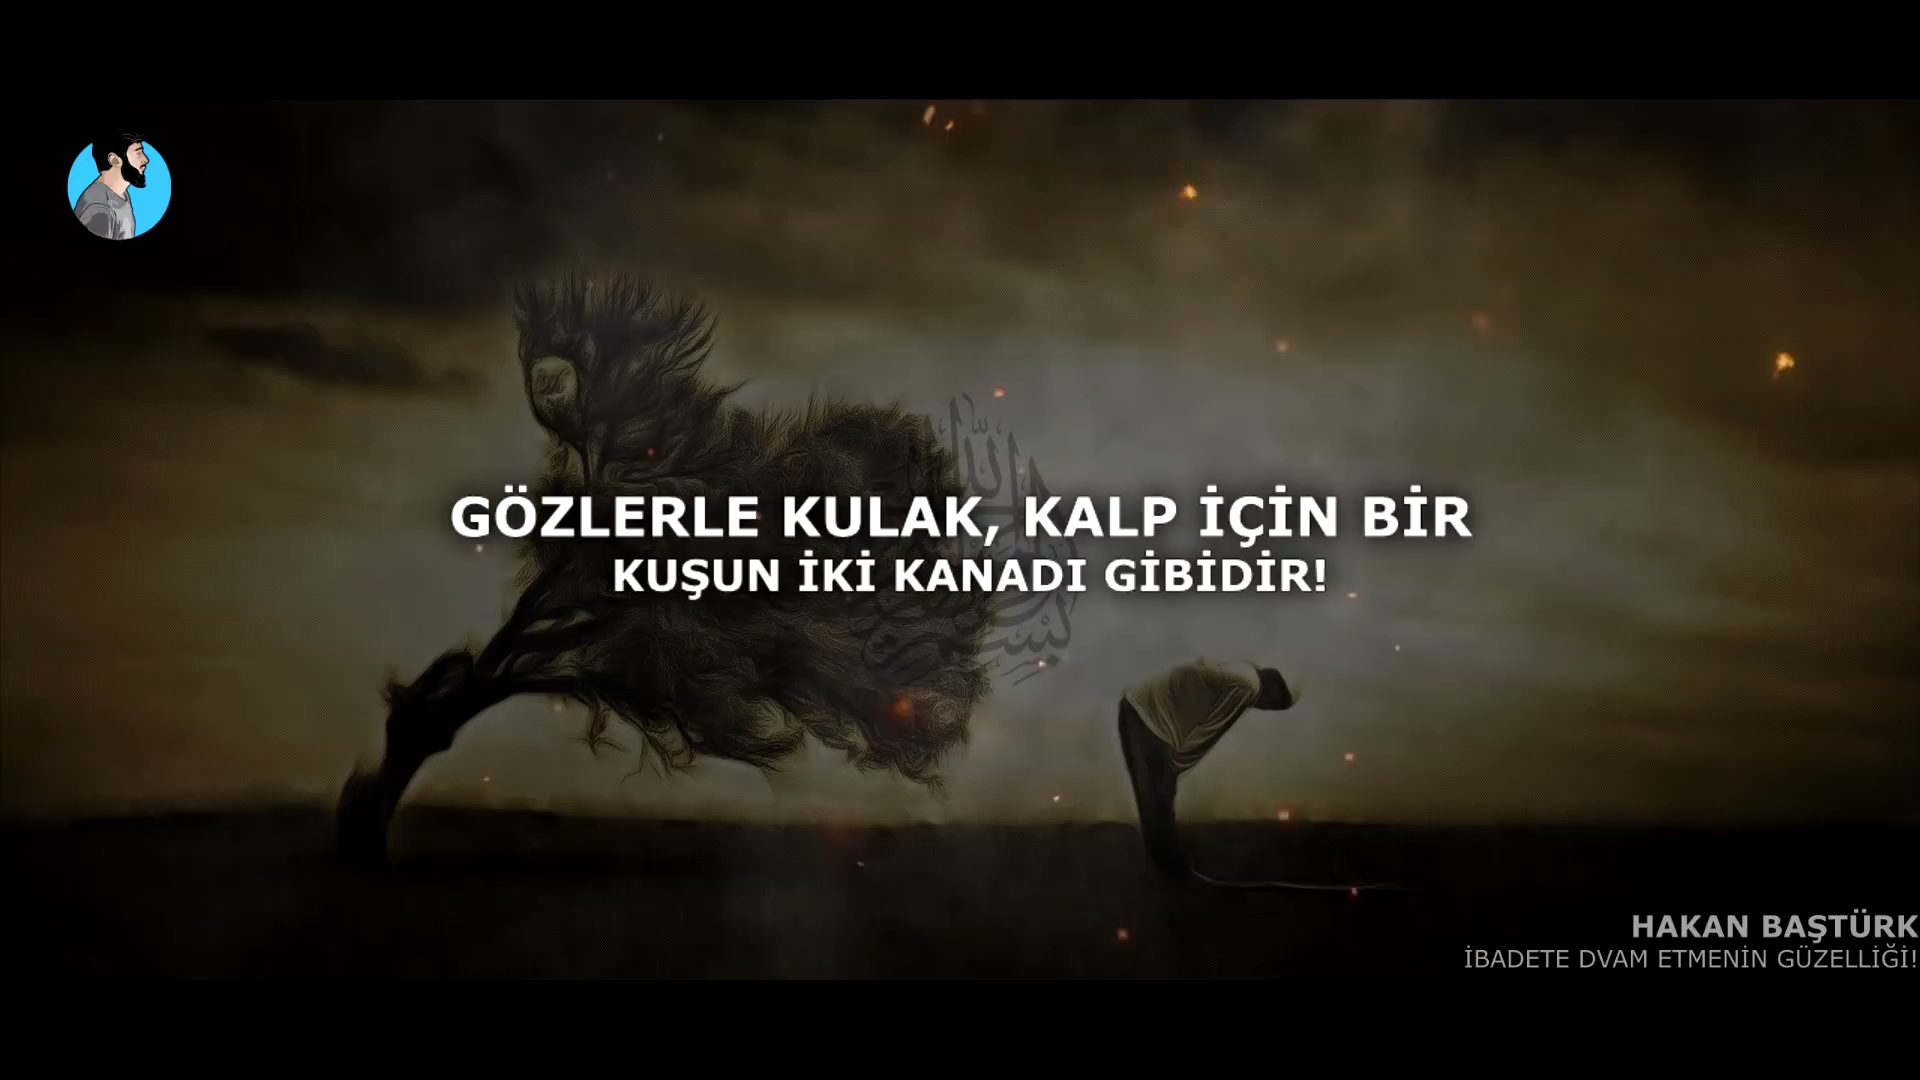 GÖZLERLE KULAK, KALP İÇİN BİR
KUŞUN İKİ KANADI GİBİDİR!
HAKAN BAŞTÜRK
İBADETE DVAM ETMENİN GÜZELLİĞİ!